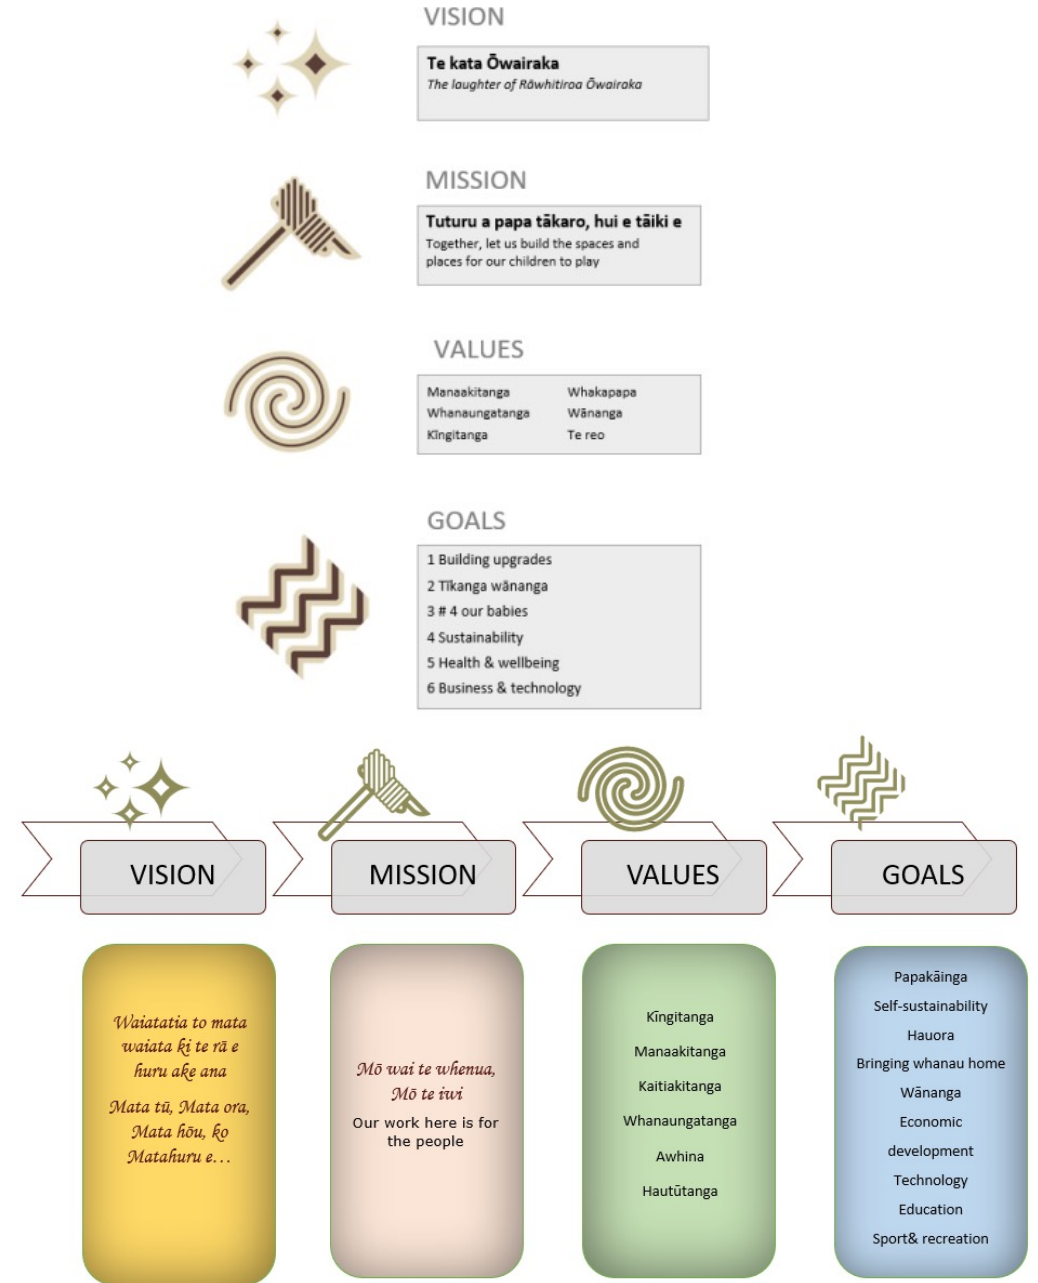 VISION
Te kata Ōwairaka
The laughter of Rāwhitiroa Ōwairaka
MISSION
Tuturu a papa tākaro, hui e tāiki e
Together, let us build the spaces and
places for our children to play
VALUES
Manaakitanga Whakapapa
Whanaungatanga Wānanga
Kīngitanga Te reo
GOALS
1 Building upgrades
2 Tīkanga wānanga
3 # 4 our babies
4 Sustainability
5 Health & wellbeing
6 Business & technology
VISION
MISSION
VALUES
GOALS
Waiatatia to mata
waiata ki te rā e
huru ake ana
Mata tū, Mata ora,
Mata hōu, ko
Matahuru e...
Mō wai te whenua,
Mō te iwi
Our work here is for
the people
Kīngitanga
Manaakitanga
Kaitiakitanga
Whanaungatanga
Awhina
Hautūtanga
Papakāinga
Self-sustainability
Hauora
Bringing whanau home
Wānanga
Economic
development
Technology
Education
Sport& recreation